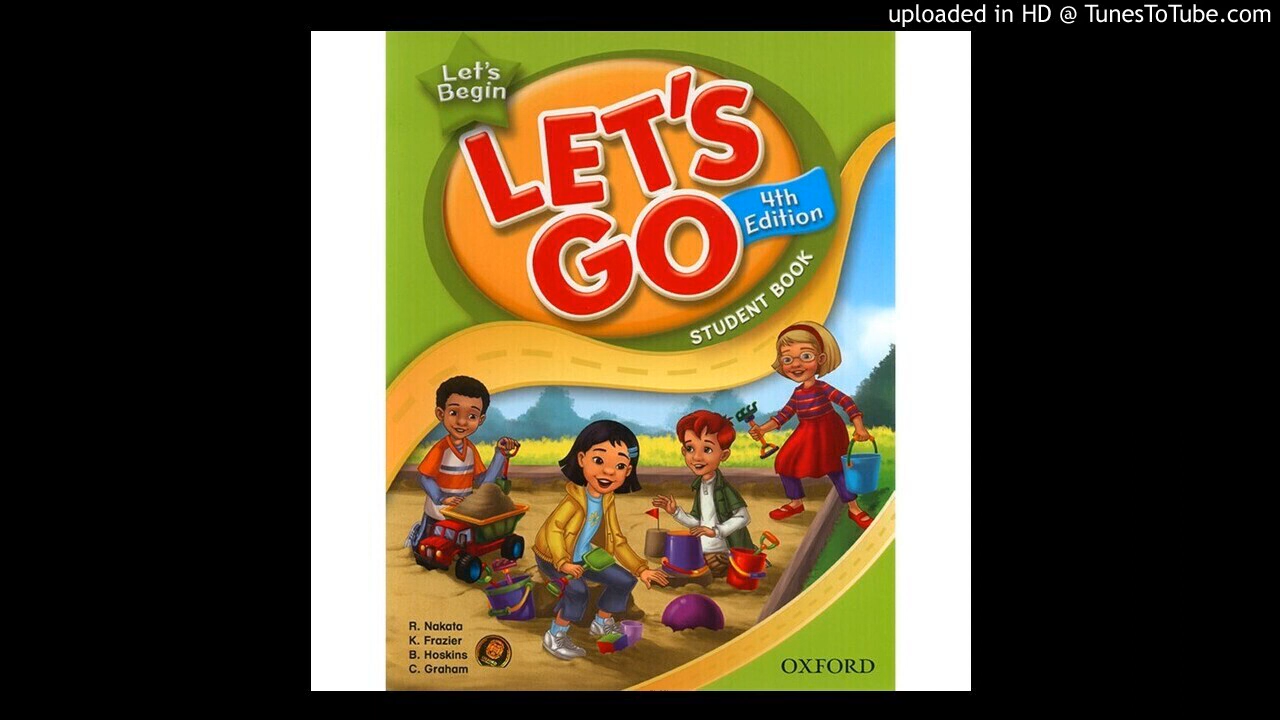 uploaded in HD @ TunesToTube.com
Let's
Begin
LET'S
GO
4th
Edition
STUDENT BOOK
R. Nakata
K. Frazier
B. Hoskins
C. Graham
OXFORD